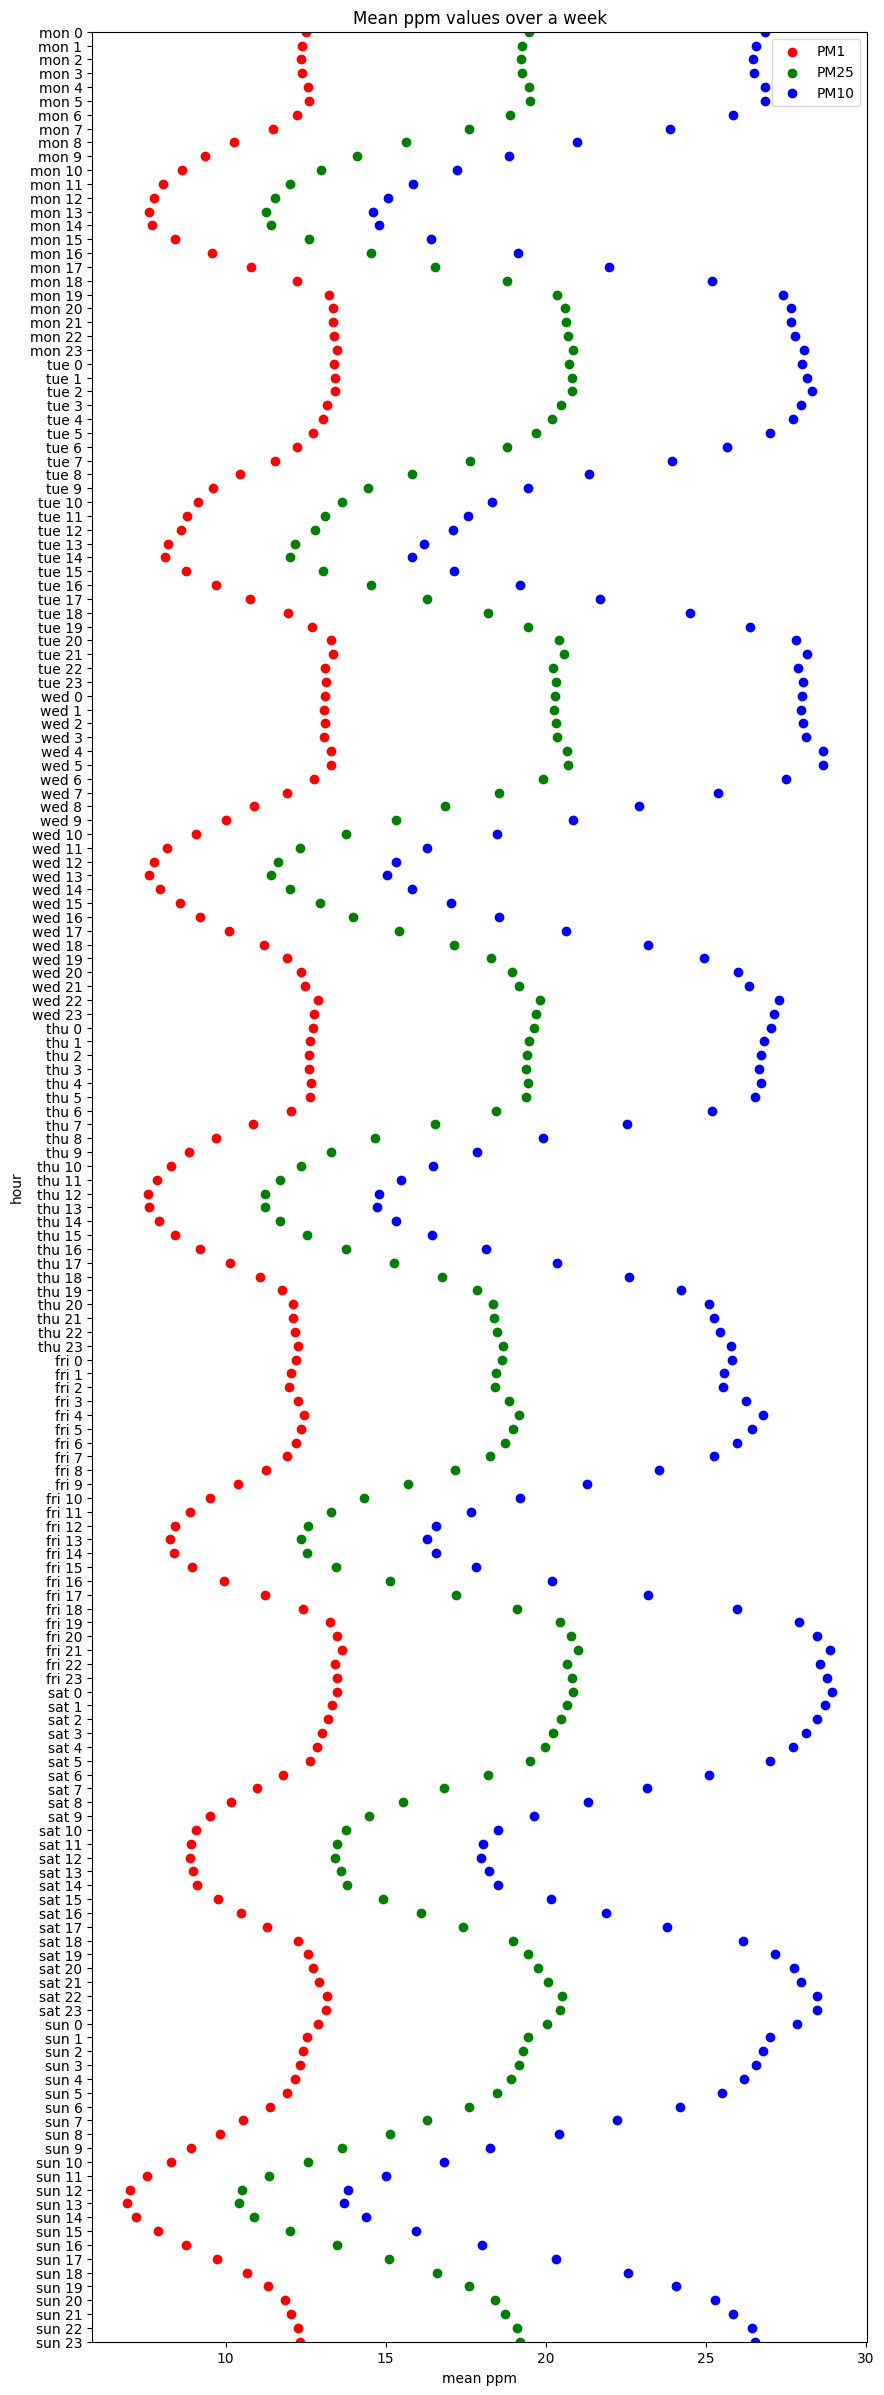 Mean ppm values over a week
PM1
PM25
PM10
mon 0
mon 1
mon 2
mon 3
mon 4
mon 5
mon 6
mon 7
mon 8
mon 9
mon 10
mon 11
mon 12
mon 13
mon 14
mon 15
mon 16
mon 17
mon 18
mon 19
mon 20
mon 21
mon 22
mon 23
tue 0
tue 1
tue 2
tue 3
tue 4
tue 5
tue 6
tue 7
tue 8
tue 9
tue 10
tue 11
tue 12
tue 13
tue 14
tue 15
tue 16
tue 17
tue 18
tue 19
tue 20
tue 21
tue 22
tue 23
wed 0
wed 1
wed 2
wed 3
wed 4
wed 5
wed 6
wed 7
wed 8
wed 9
wed 10
wed 11
wed 12
wed 13
wed 14
wed 15
wed 16
wed 17
wed 18
wed 19
wed 20
wed 21
wed 22
wed 23
thu 0
thu 1
thu 2
thu 3
thu 4
thu 5
thu 6
thu 7
thu 8
thu 9
thu 10
thu 11
thu 12
thu 13
thu 14
thu 15
thu 16
thu 17
thu 18
thu 19
thu 20
thu 21
thu 22
thu 23
fri 0
fri 1
fri 2
fri 3
fri 4
fri 5
fri 6
fri 7
fri 8
fri 9
fri 10
fri 11
fri 12
fri 13
fri 14
fri 15
fri 16
fri 17
fri 18
fri 19
fri 20
fri 21
fri 22
fri 23
sat 0
sat 1
sat 2
sat 3
sat 4
sat 5
sat 6
sat 7
sat 8
sat 9
sat 10
sat 11
sat 12
sat 13
sat 14
sat 15
sat 16
sat 17
sat 18
sat 19
sat 20
sat 21
sat 22
sat 23
sun 0
sun 1
sun 2
sun 3
sun 4
sun 5
sun 6
sun 7
sun 8
sun 9
sun 10
sun 11
sun 12
sun 13
sun 14
sun 15
sun 16
sun 17
sun 18
sun 19
sun 20
sun 21
sun 22
sun 23
hour
10 15 20 25 30
mean ppm